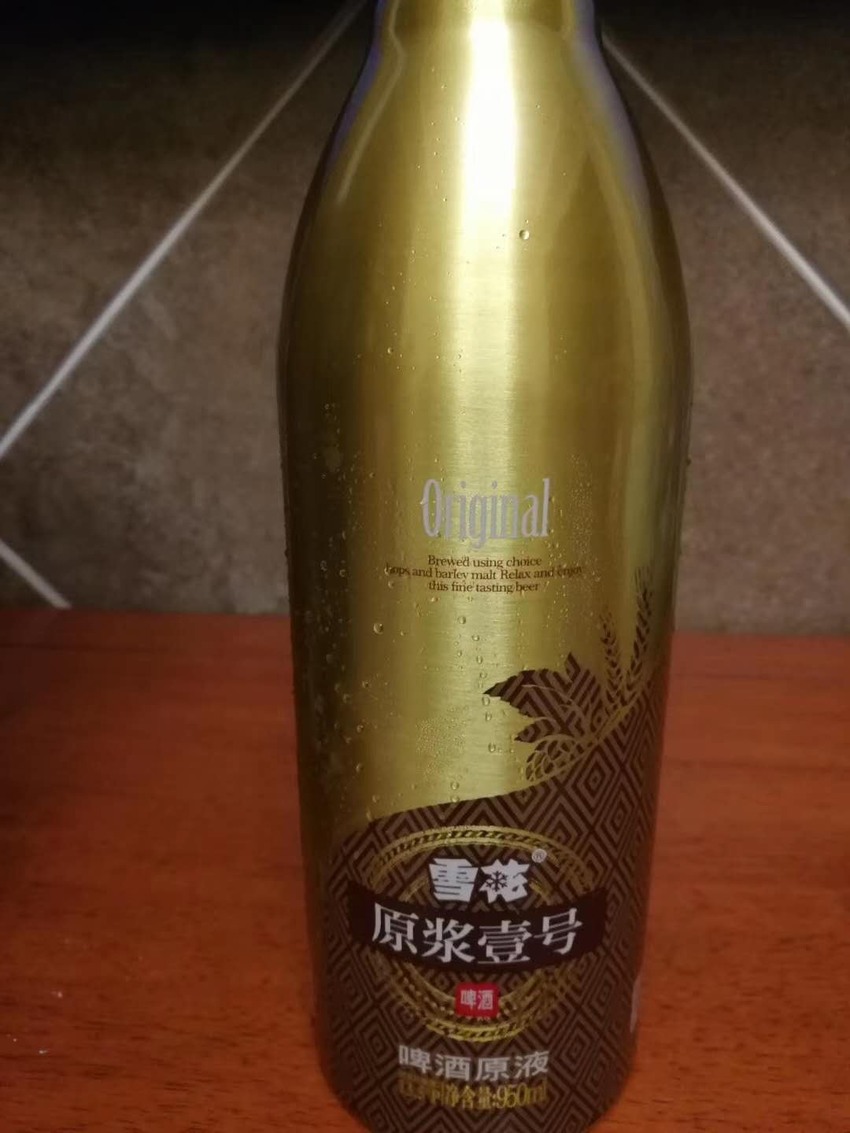 Original
Brewed using choice
hops and barley malt Relax and enjoy
this fine tasting beer
雪花®
原浆壹号
啤酒
啤酒原液
净含量:950ml